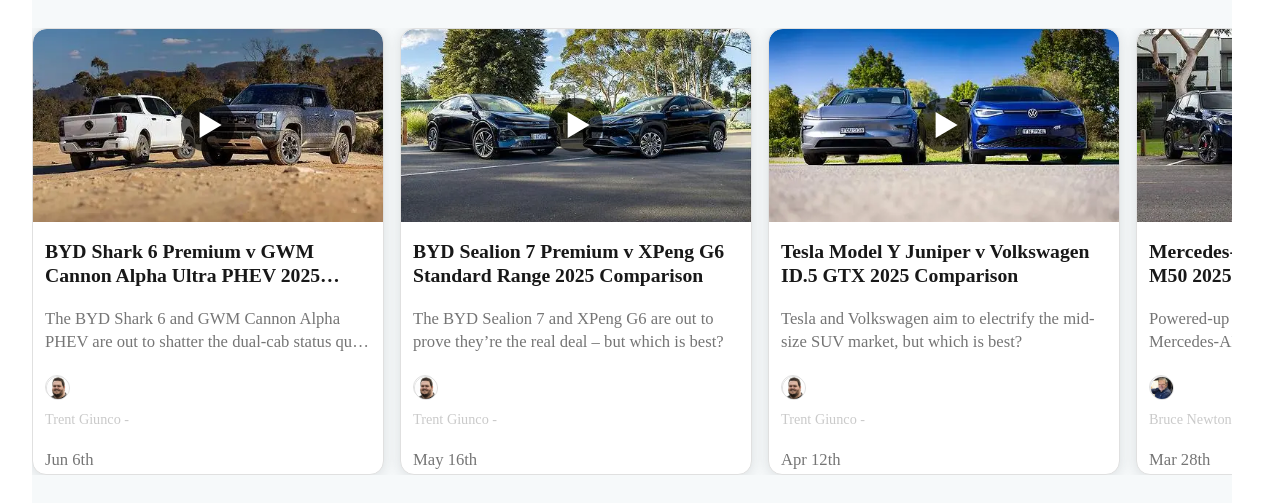 BYD Shark 6 Premium v GWM
Cannon Alpha Ultra PHEV 2025…
The BYD Shark 6 and GWM Cannon Alpha
PHEV are out to shatter the dual-cab status qu…
Trent Giunco -
Jun 6th
BYD Sealion 7 Premium v XPeng G6
Standard Range 2025 Comparison
The BYD Sealion 7 and XPeng G6 are out to
prove they’re the real deal – but which is best?
Trent Giunco -
May 16th
Tesla Model Y Juniper v Volkswagen
ID.5 GTX 2025 Comparison
Tesla and Volkswagen aim to electrify the mid-
size SUV market, but which is best?
Trent Giunco -
Apr 12th
Mercedes-
M50 2025
Powered-up
Mercedes-A
Bruce Newton
Mar 28th